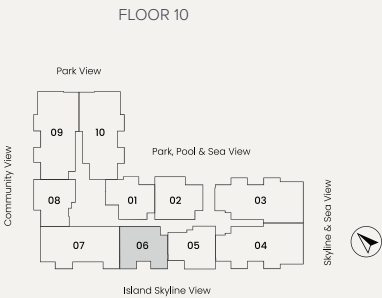 FLOOR 10
Park View
09
10
Park, Pool & Sea View
Community View
08
01
02
03
Skyline & Sea View
07
06
05
04
Island Skyline View